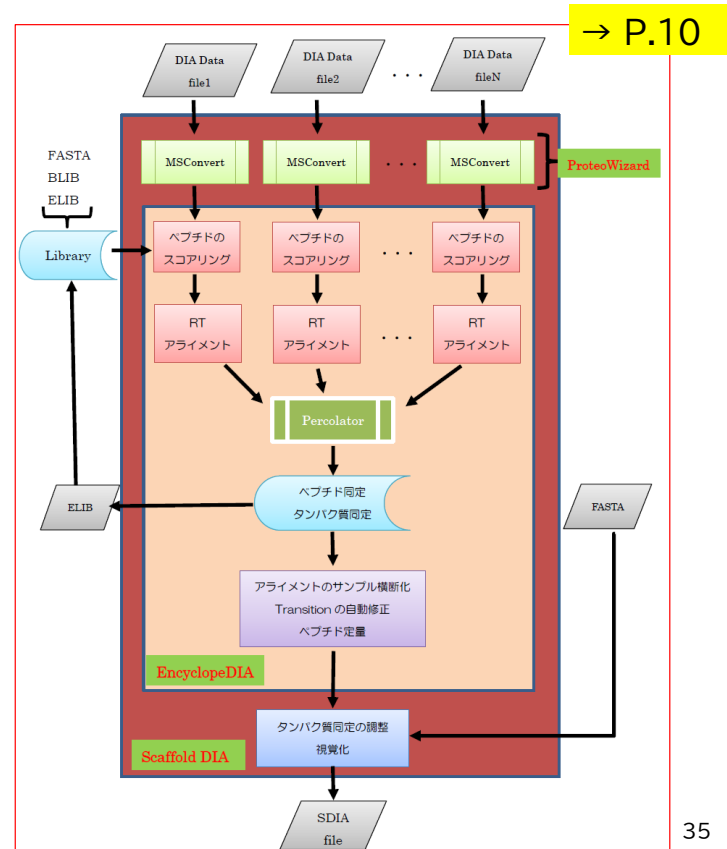 → P.10
DIA Data
file1
DIA Data
file2
. . .
DIA Data
fileN
MSConvert
MSConvert
. . .
MSConvert
ProteoWizard
FASTA
BLIB
ELIB
Library
ペプチドの
スコアリング
ペプチドの
スコアリング
. . .
ペプチドの
スコアリング
RT
アライメント
RT
アライメント
. . .
RT
アライメント
Percolator
ペプチド同定
タンパク質同定
ELIB
FASTA
アライメントのサンプル横断化
Transition の自動修正
ペプチド定量
EncyclopeDIA
タンパク質同定の調整
視覚化
Scaffold DIA
SDIA
file
35